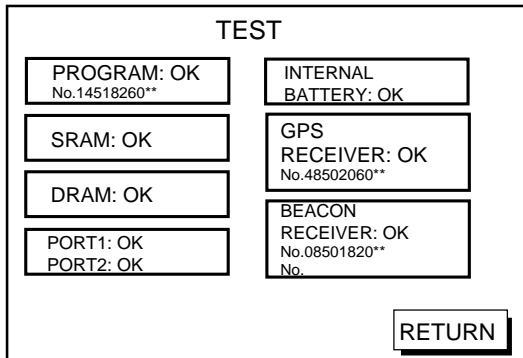 TEST
PROGRAM: OK
No.14518260**
SRAM: OK
DRAM: OK
PORT1: OK
PORT2: OK
INTERNAL
BATTERY: OK
GPS
RECEIVER: OK
No.48502060**
BEACON
RECEIVER: OK
No.08501820**
No.
RETURN